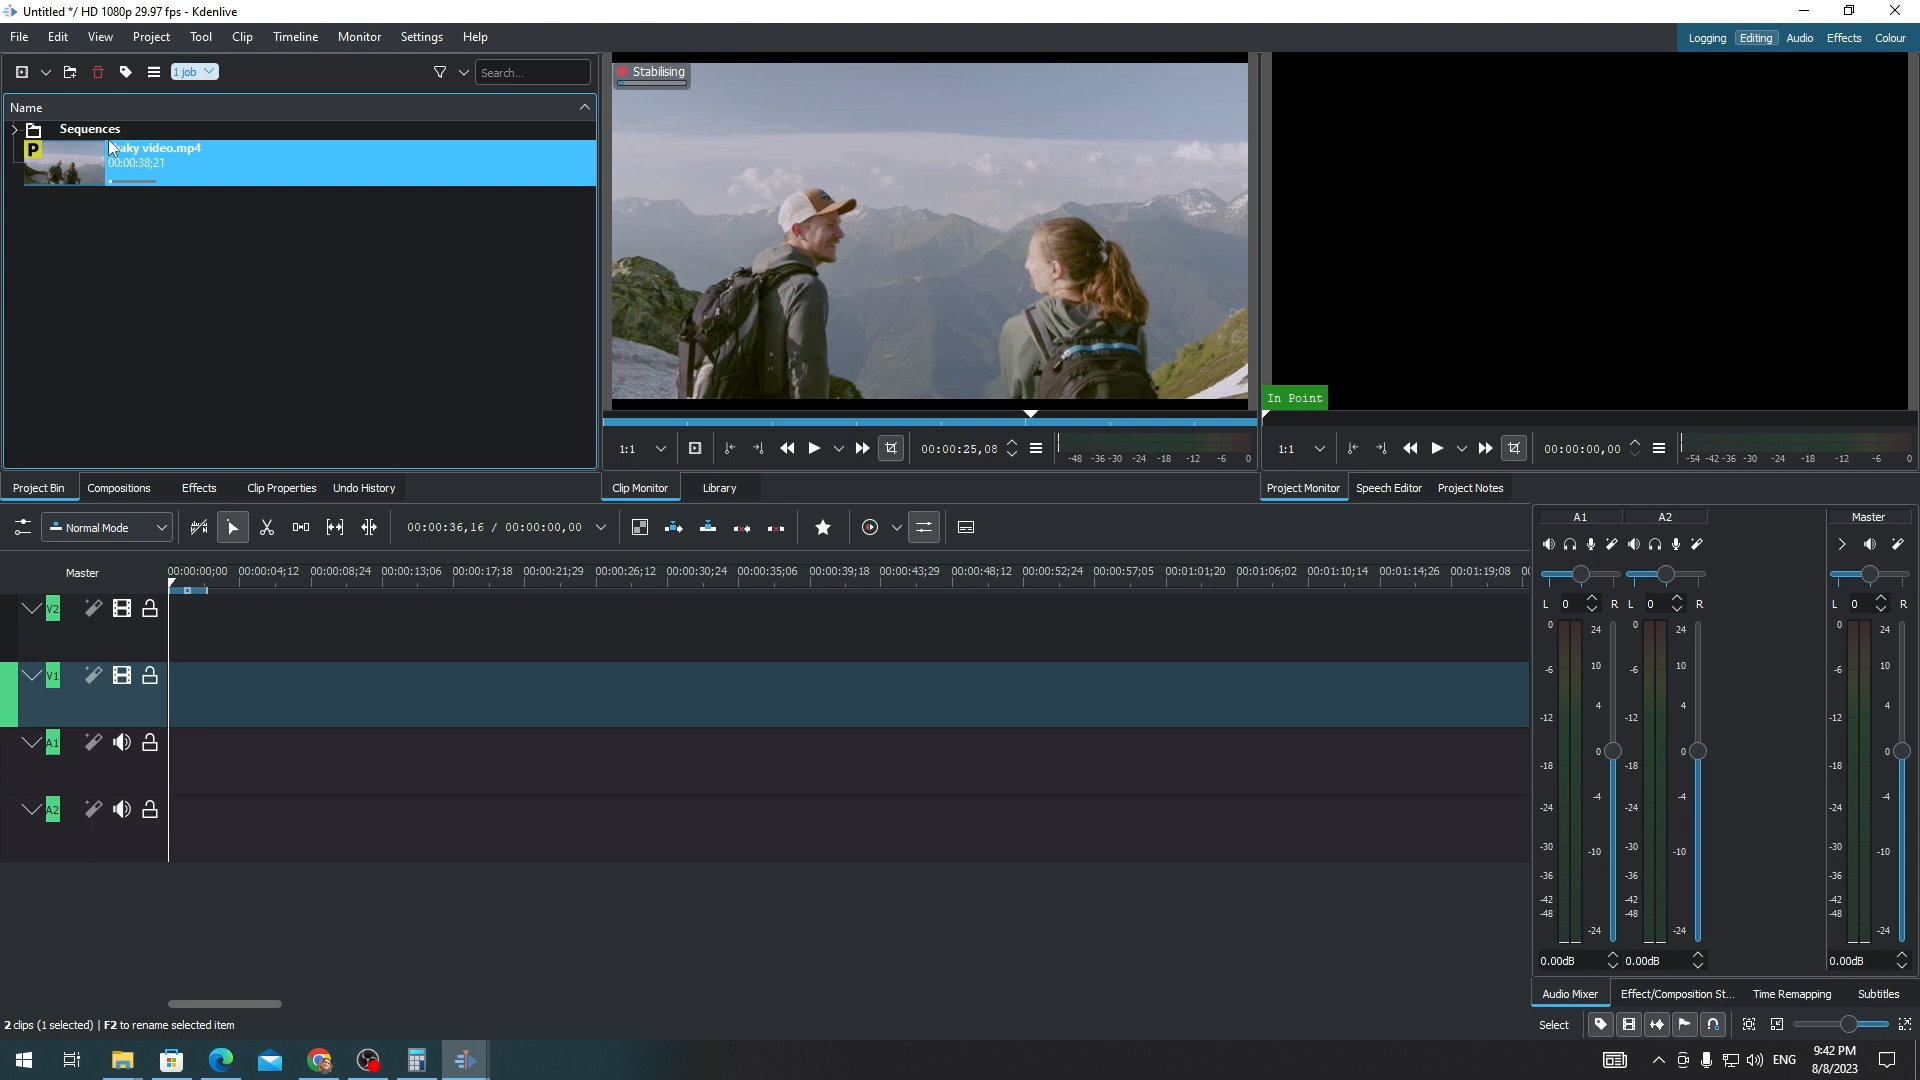 Untitled */ HD 1080p 29.97 fps - Kdenlive
File Edit View Project Tool Clip Timeline Monitor Settings Help
Logging Editing Audio Effects Colour
1 job
Search...
Name
Sequences
P
aky video.mp4
00:00:38;21
Stabilising
In Point
1:1
00:00:25,08
-48 -36 -30 -24 -18 -12 -6 0
1:1
00:00:00,00
-54 -42 -36 -30 -24 -18 -12 -6 0
Project Bin Compositions Effects Clip Properties Undo History
Clip Monitor Library
Project Monitor Speech Editor Project Notes
Normal Mode
00:00:36,16 / 00:00:00,00
Master
00:00:00;00 00:00:04;12 00:00:08;24 00:00:13;06 00:00:17;18 00:00:21;29 00:00:26;12 00:00:30;24 00:00:35;06 00:00:39;18 00:00:43;29 00:00:48;12 00:00:52;24 00:00:57;05 00:01:01;20 00:01:06;02 00:01:10;14 00:01:14;26 00:01:19;08
V2
V1
A1
A2
A1 A2 Master
L 0 R L 0 R L 0 R
0 24 0 24 0 24
-6 10 -6 10 -6 10
-12 4 -12 4 -12 4
-18 0 -18 0 -18 0
-24 -4 -24 -4 -24 -4
-30 -10 -30 -10 -30 -10
-36 -36 -36
-42 -42 -42
-48 -24 -48 -24 -48 -24
0.00dB 0.00dB 0.00dB
Audio Mixer Effect/Composition St... Time Remapping Subtitles
2 clips (1 selected) | F2 to rename selected item
Select
ENG
9:42 PM
8/8/2023